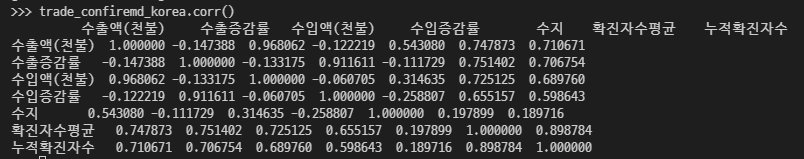 >>> trade_confiremd_korea.corr()
수출액(천불) 수출증감률 수입액(천불) 수입증감률 수지 확진자수평균 누적확진자수
수출액(천불) 1.000000 -0.147388 0.968062 -0.122219 0.543080 0.747873 0.710671
수출증감률 -0.147388 1.000000 -0.133175 0.911611 -0.111729 0.751402 0.706754
수입액(천불) 0.968062 -0.133175 1.000000 -0.060705 0.314635 0.725125 0.689760
수입증감률 -0.122219 0.911611 -0.060705 1.000000 -0.258807 0.655157 0.598643
수지 0.543080 -0.111729 0.314635 -0.258807 1.000000 0.197899 0.189716
확진자수평균 0.747873 0.751402 0.725125 0.655157 0.197899 1.000000 0.898784
누적확진자수 0.710671 0.706754 0.689760 0.598643 0.189716 0.898784 1.000000